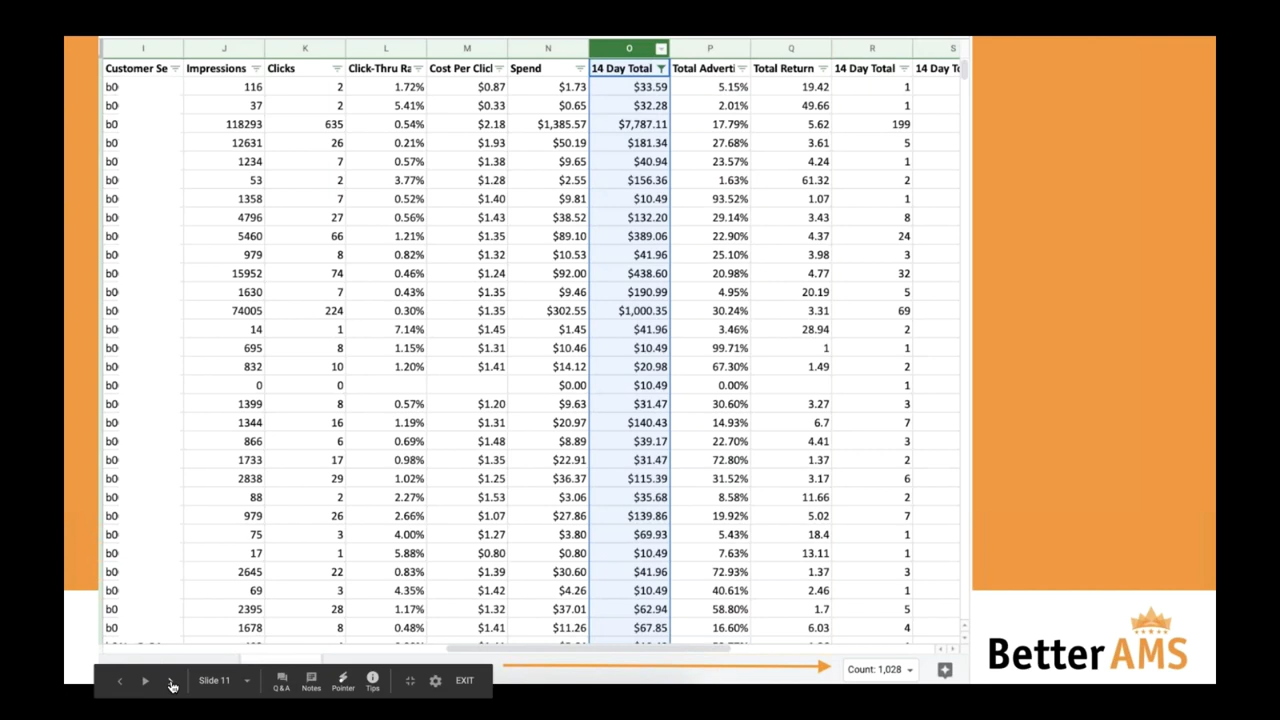 I J K L M N O P Q R S
Customer Se Impressions Clicks Click-Thru Ra Cost Per Clicl Spend 14 Day Total Total Adverti Total Return 14 Day Total 14 Day To
b0 116 2 1.72% $0.87 $1.73 $33.59 5.15% 19.42 1
b0 37 2 5.41% $0.33 $0.65 $32.28 2.01% 49.66 1
b0 118293 635 0.54% $2.18 $1,385.57 $7,787.11 17.79% 5.62 199
b0 12631 26 0.21% $1.93 $50.19 $181.34 27.68% 3.61 5
b0 1234 7 0.57% $1.38 $9.65 $40.94 23.57% 4.24 1
b0 53 2 3.77% $1.28 $2.55 $156.36 1.63% 61.32 2
b0 1358 7 0.52% $1.40 $9.81 $10.49 93.52% 1.07 1
b0 4796 27 0.56% $1.43 $38.52 $132.20 29.14% 3.43 8
b0 5460 66 1.21% $1.35 $89.10 $389.06 22.90% 4.37 24
b0 979 8 0.82% $1.32 $10.53 $41.96 25.10% 3.98 3
b0 15952 74 0.46% $1.24 $92.00 $438.60 20.98% 4.77 32
b0 1630 7 0.43% $1.35 $9.46 $190.99 4.95% 20.19 5
b0 74005 224 0.30% $1.35 $302.55 $1,000.35 30.24% 3.31 69
b0 14 1 7.14% $1.45 $1.45 $41.96 3.46% 28.94 2
b0 695 8 1.15% $1.31 $10.46 $10.49 99.71% 1 1
b0 832 10 1.20% $1.41 $14.12 $20.98 67.30% 1.49 2
b0 0 0 $0.00 $10.49 0.00% 1
b0 1399 8 0.57% $1.20 $9.63 $31.47 30.60% 3.27 3
b0 1344 16 1.19% $1.31 $20.97 $140.43 14.93% 6.7 7
b0 866 6 0.69% $1.48 $8.89 $39.17 22.70% 4.41 3
b0 1733 17 0.98% $1.35 $22.91 $31.47 72.80% 1.37 2
b0 2838 29 1.02% $1.25 $36.37 $115.39 31.52% 3.17 6
b0 88 2 2.27% $1.53 $3.06 $35.68 8.58% 11.66 2
b0 979 26 2.66% $1.07 $27.86 $139.86 19.92% 5.02 7
b0 75 3 4.00% $1.27 $3.80 $69.93 5.43% 18.4 1
b0 17 1 5.88% $0.80 $0.80 $10.49 7.63% 13.11 1
b0 2645 22 0.83% $1.39 $30.60 $41.96 72.93% 1.37 3
b0 69 3 4.35% $1.42 $4.26 $10.49 40.61% 2.46 1
b0 2395 28 1.17% $1.32 $37.01 $62.94 58.80% 1.7 5
b0 1678 8 0.48% $1.41 $11.26 $67.85 16.60% 6.03 4
Count: 1,028
Better AMS
Slide 11 Q&A Notes Pointer Tips EXIT